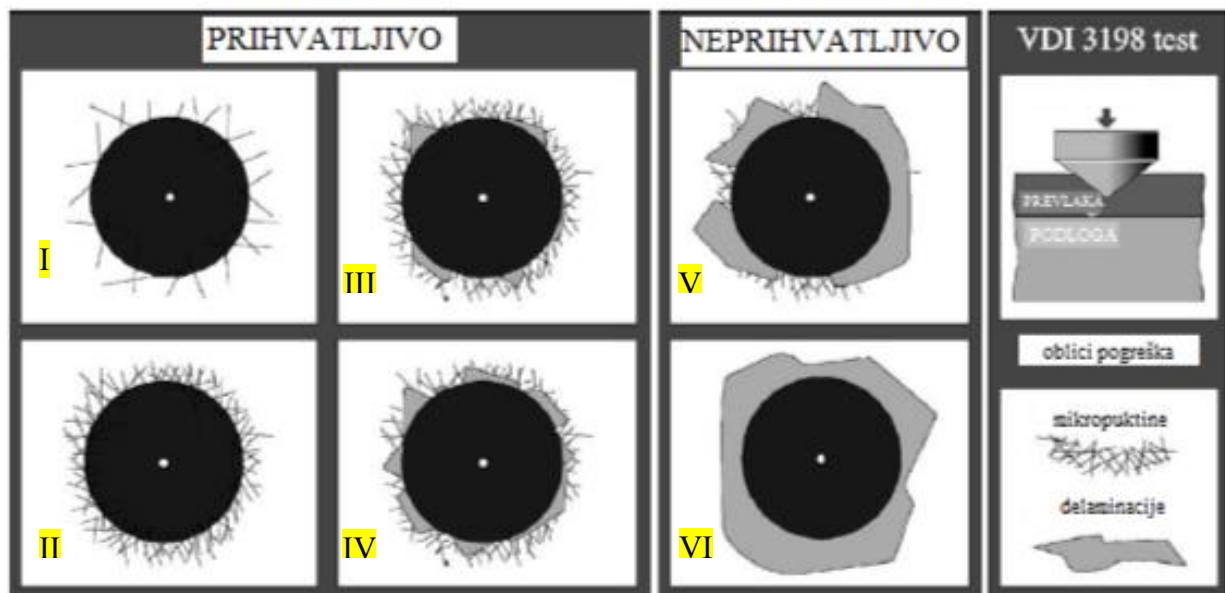 PRIHVATLJIVO
NEPRIHVATLJIVO
VDI 3198 test
I
III
V
PREVLAKA
PODLOGA
oblici pogreška
II
IV
VI
mikropuktine
delaminacije